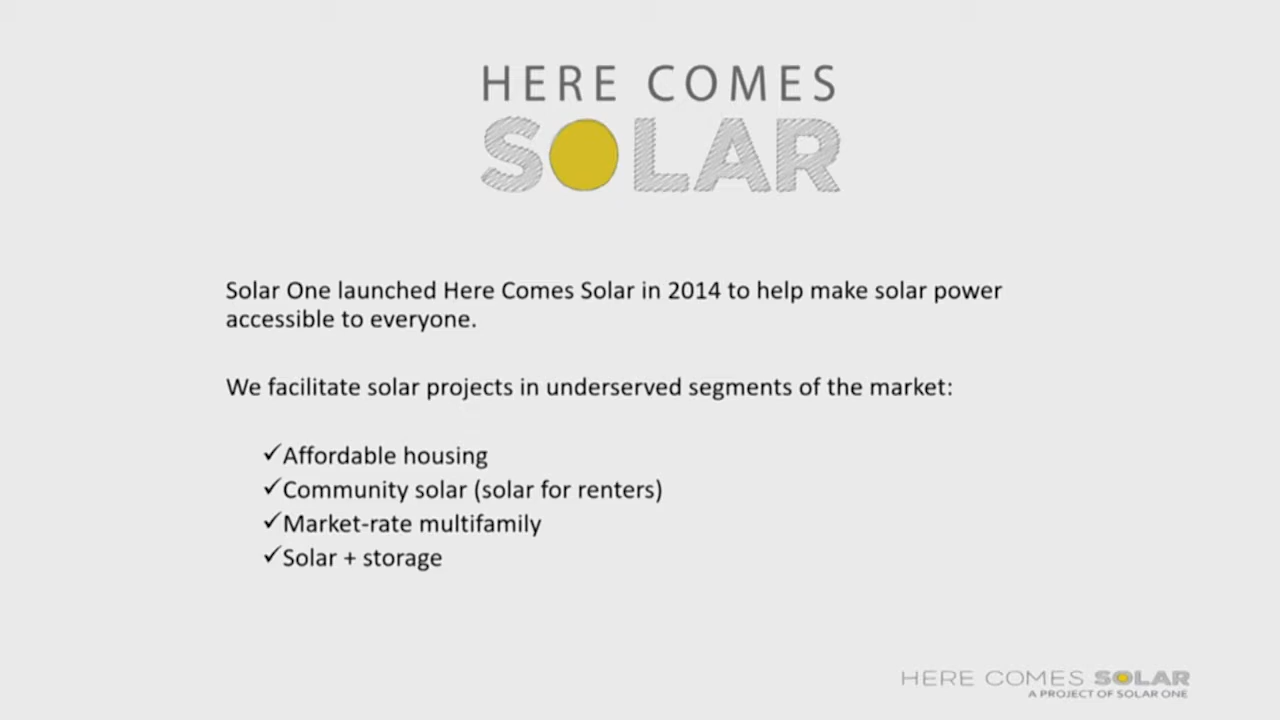 HERE COMES
SOLAR
Solar One launched Here Comes Solar in 2014 to help make solar power
accessible to everyone.
We facilitate solar projects in underserved segments of the market:
✓Affordable housing
✓Community solar (solar for renters)
✓Market-rate multifamily
✓Solar + storage
HERE COMES SOLAR
A PROJECT OF SOLAR ONE